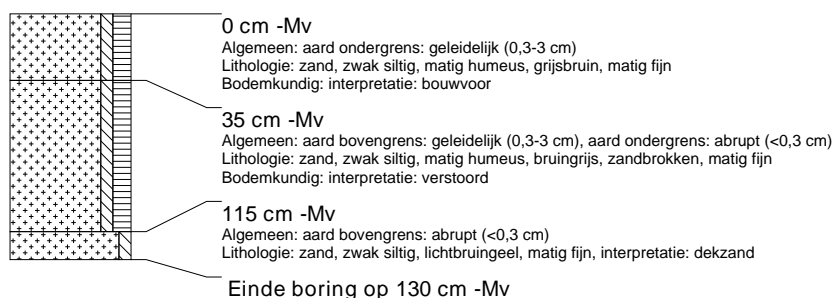 0 cm -Mv
Algemeen: aard ondergrens: geleidelijk (0,3-3 cm)
Lithologie: zand, zwak siltig, matig humeus, grijsbruin, matig fijn
Bodemkundig: interpretatie: bouwvoor
35 cm -Mv
Algemeen: aard bovengrens: geleidelijk (0,3-3 cm), aard ondergrens: abrupt (<0,3 cm)
Lithologie: zand, zwak siltig, matig humeus, bruingrijs, zandbrokken, matig fijn
Bodemkundig: interpretatie: verstoord
115 cm -Mv
Algemeen: aard bovengrens: abrupt (<0,3 cm)
Lithologie: zand, zwak siltig, lichtbruingeel, matig fijn, interpretatie: dekzand
Einde boring op 130 cm -Mv